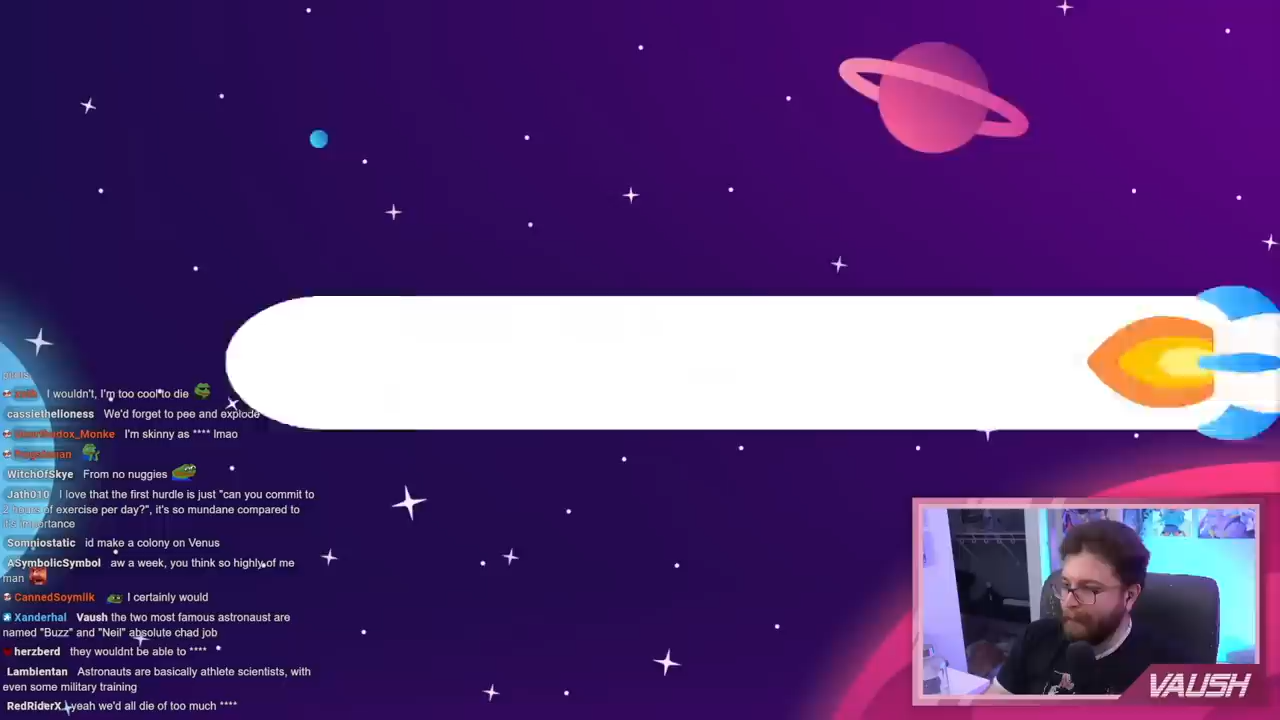 I wouldn't, I'm too cool to die
cassiethelioness We'd forget to pee and explode
I'm skinny as **** lmao
WitchOfSkye From no nuggies
Jath010 I love that the first hurdle is just "can you commit to
2 hours of exercise per day?", it's so mundane compared to
it's importance
Somniostatic id make a colony on Venus
ASymbolicSymbol aw a week, you think so highly of me
man
CannedSoymilk I certainly would
Xanderhal Vaush the two most famous astronaust are
named "Buzz" and "Neil" absolute chad job
herzberd they wouldnt be able to ****
Lambientan Astronauts are basically athlete scientists, with
even some military training
RedRiderX yeah we'd all die of too much ****
VAUSH